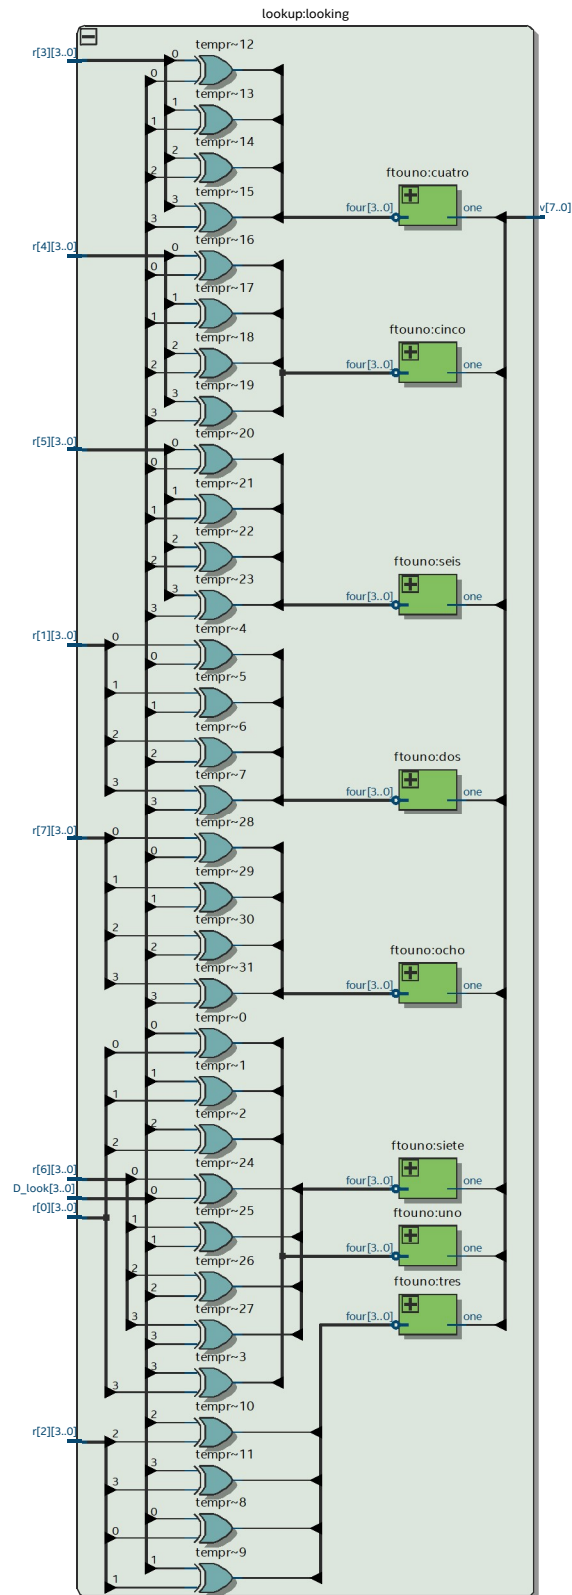 lookup:looking
r[3][3..0]
0
tempr~12
0
tempr~13
1
1
tempr~14
2
2
tempr~15
3
3
ftouno:cuatro
four[3..0]
one
v[7..0]
tempr~16
r[4][3..0]
0
0
tempr~17
1
1
tempr~18
2
2
tempr~19
3
3
ftouno:cinco
four[3..0]
one
tempr~20
r[5][3..0]
0
0
tempr~21
1
1
tempr~22
2
2
tempr~23
3
3
ftouno:seis
four[3..0]
one
tempr~4
r[1][3..0]
0
0
tempr~5
1
1
tempr~6
2
2
tempr~7
3
3
ftouno:dos
four[3..0]
one
tempr~28
r[7][3..0]
0
0
tempr~29
1
1
tempr~30
2
2
tempr~31
3
3
ftouno:ocho
four[3..0]
one
tempr~0
0
0
tempr~1
1
1
tempr~2
2
2
tempr~24
r[6][3..0]
0
D_look[3..0]
0
r[0][3..0]
tempr~25
1
1
tempr~26
2
2
tempr~27
3
3
ftouno:siete
four[3..0]
one
ftouno:uno
four[3..0]
one
ftouno:tres
four[3..0]
one
tempr~3
3
3
tempr~10
2
r[2][3..0]
2
tempr~11
3
3
tempr~8
0
0
tempr~9
1
1